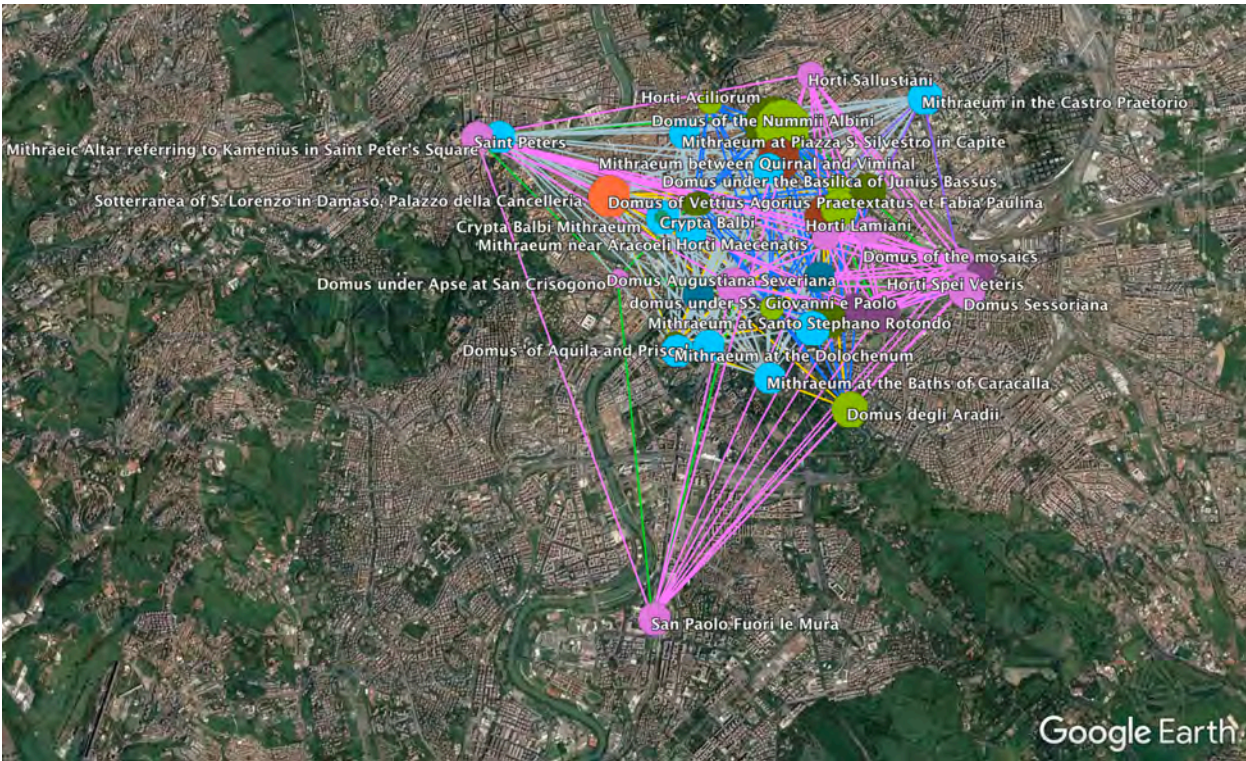 Horti Sallustiani
Horti Aciliorum
Mithraeum in the Castro Praetorio
Domus of the Nummii Albini
Saint Peters
Mithraeum at Piazza S. Silvestro in Capite
Mithraeic Altar referring to Kamenius in Saint Peter's Square
Mithraeum between Quirnal and Viminal
Domus under the Basilica of Junius Bassus
Sotterranea of S. Lorenzo in Damaso, Palazzo della Cancelleria
Domus of Vettius Agorius Praetextatus et Fabia Paulina
Crypta Balbi Mithraeum
Crypta Balbi
Horti Lamiani
Mithraeum near Aracoeli
Horti Maecenatis
Domus of the mosaics
Domus under Apse at San Crisogono
Domus Augustiana Severiana
Horti Spei Veteris
domus under SS. Giovanni e Paolo
Domus Sessoriana
Mithraeum at Santo Stephano Rotondo
Domus of Aquila and
Mithraeum at the Dolochenum
Mithraeum at the Baths of Caracalla
Domus degli Aradii
San Paolo Fuori le Mura
Google Earth